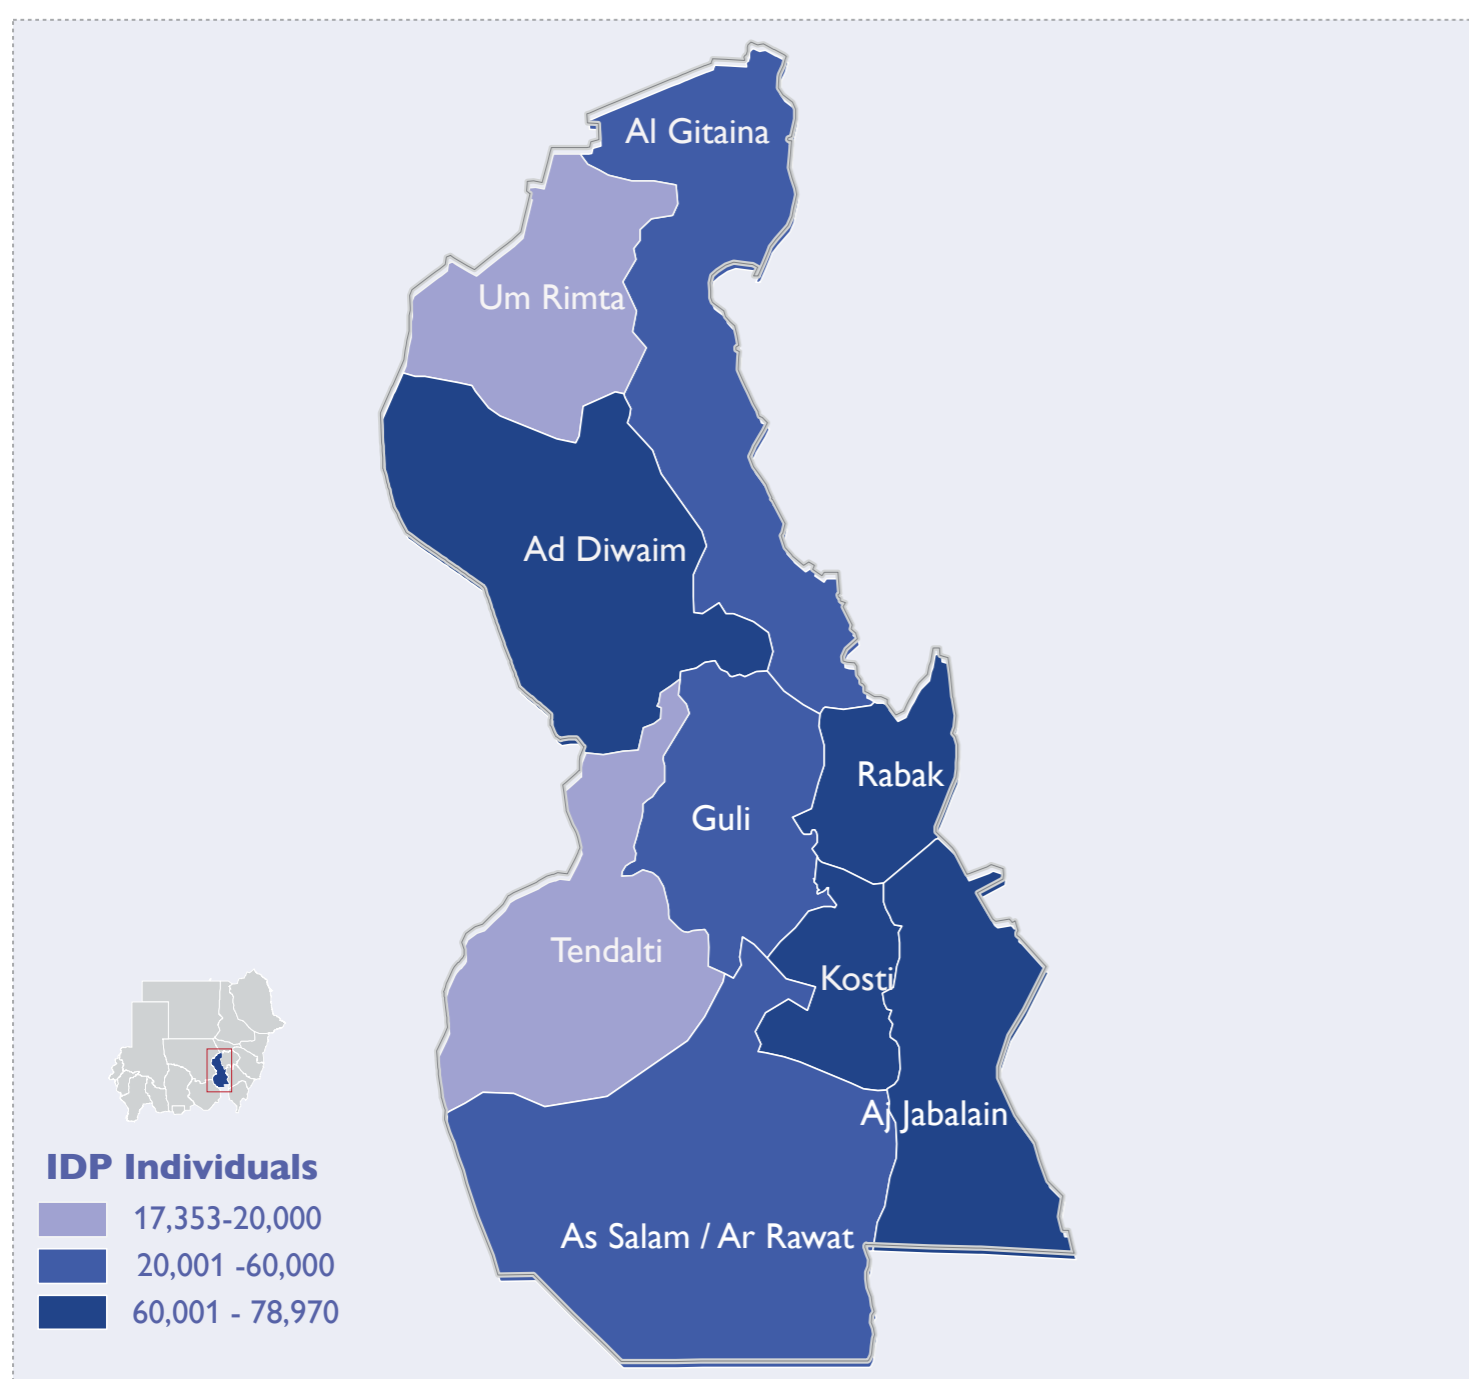 Al Gitaina
Um Rimta
Ad Diwaim
Rabak
Guli
Tendalti
Kosti
Aj Jabalain
As Salam / Ar Rawat
IDP Individuals
17,353-20,000
20,001 -60,000
60,001 - 78,970